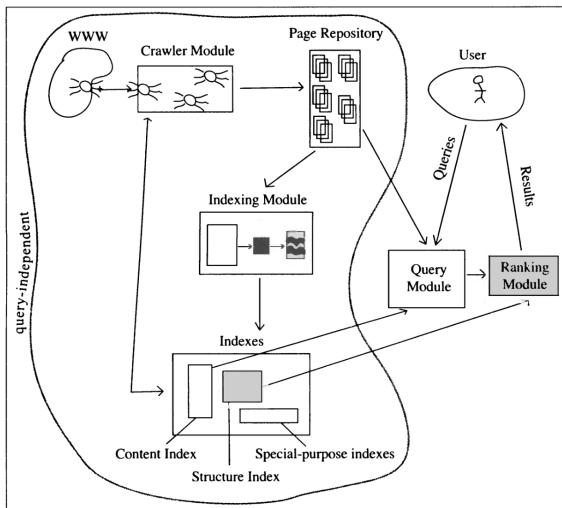 WWW
Crawler Module
Page Repository
User
Queries
Results
Indexing Module
query-independent
Query
Module
Ranking
Module
Indexes
Content Index
Special-purpose indexes
Structure Index